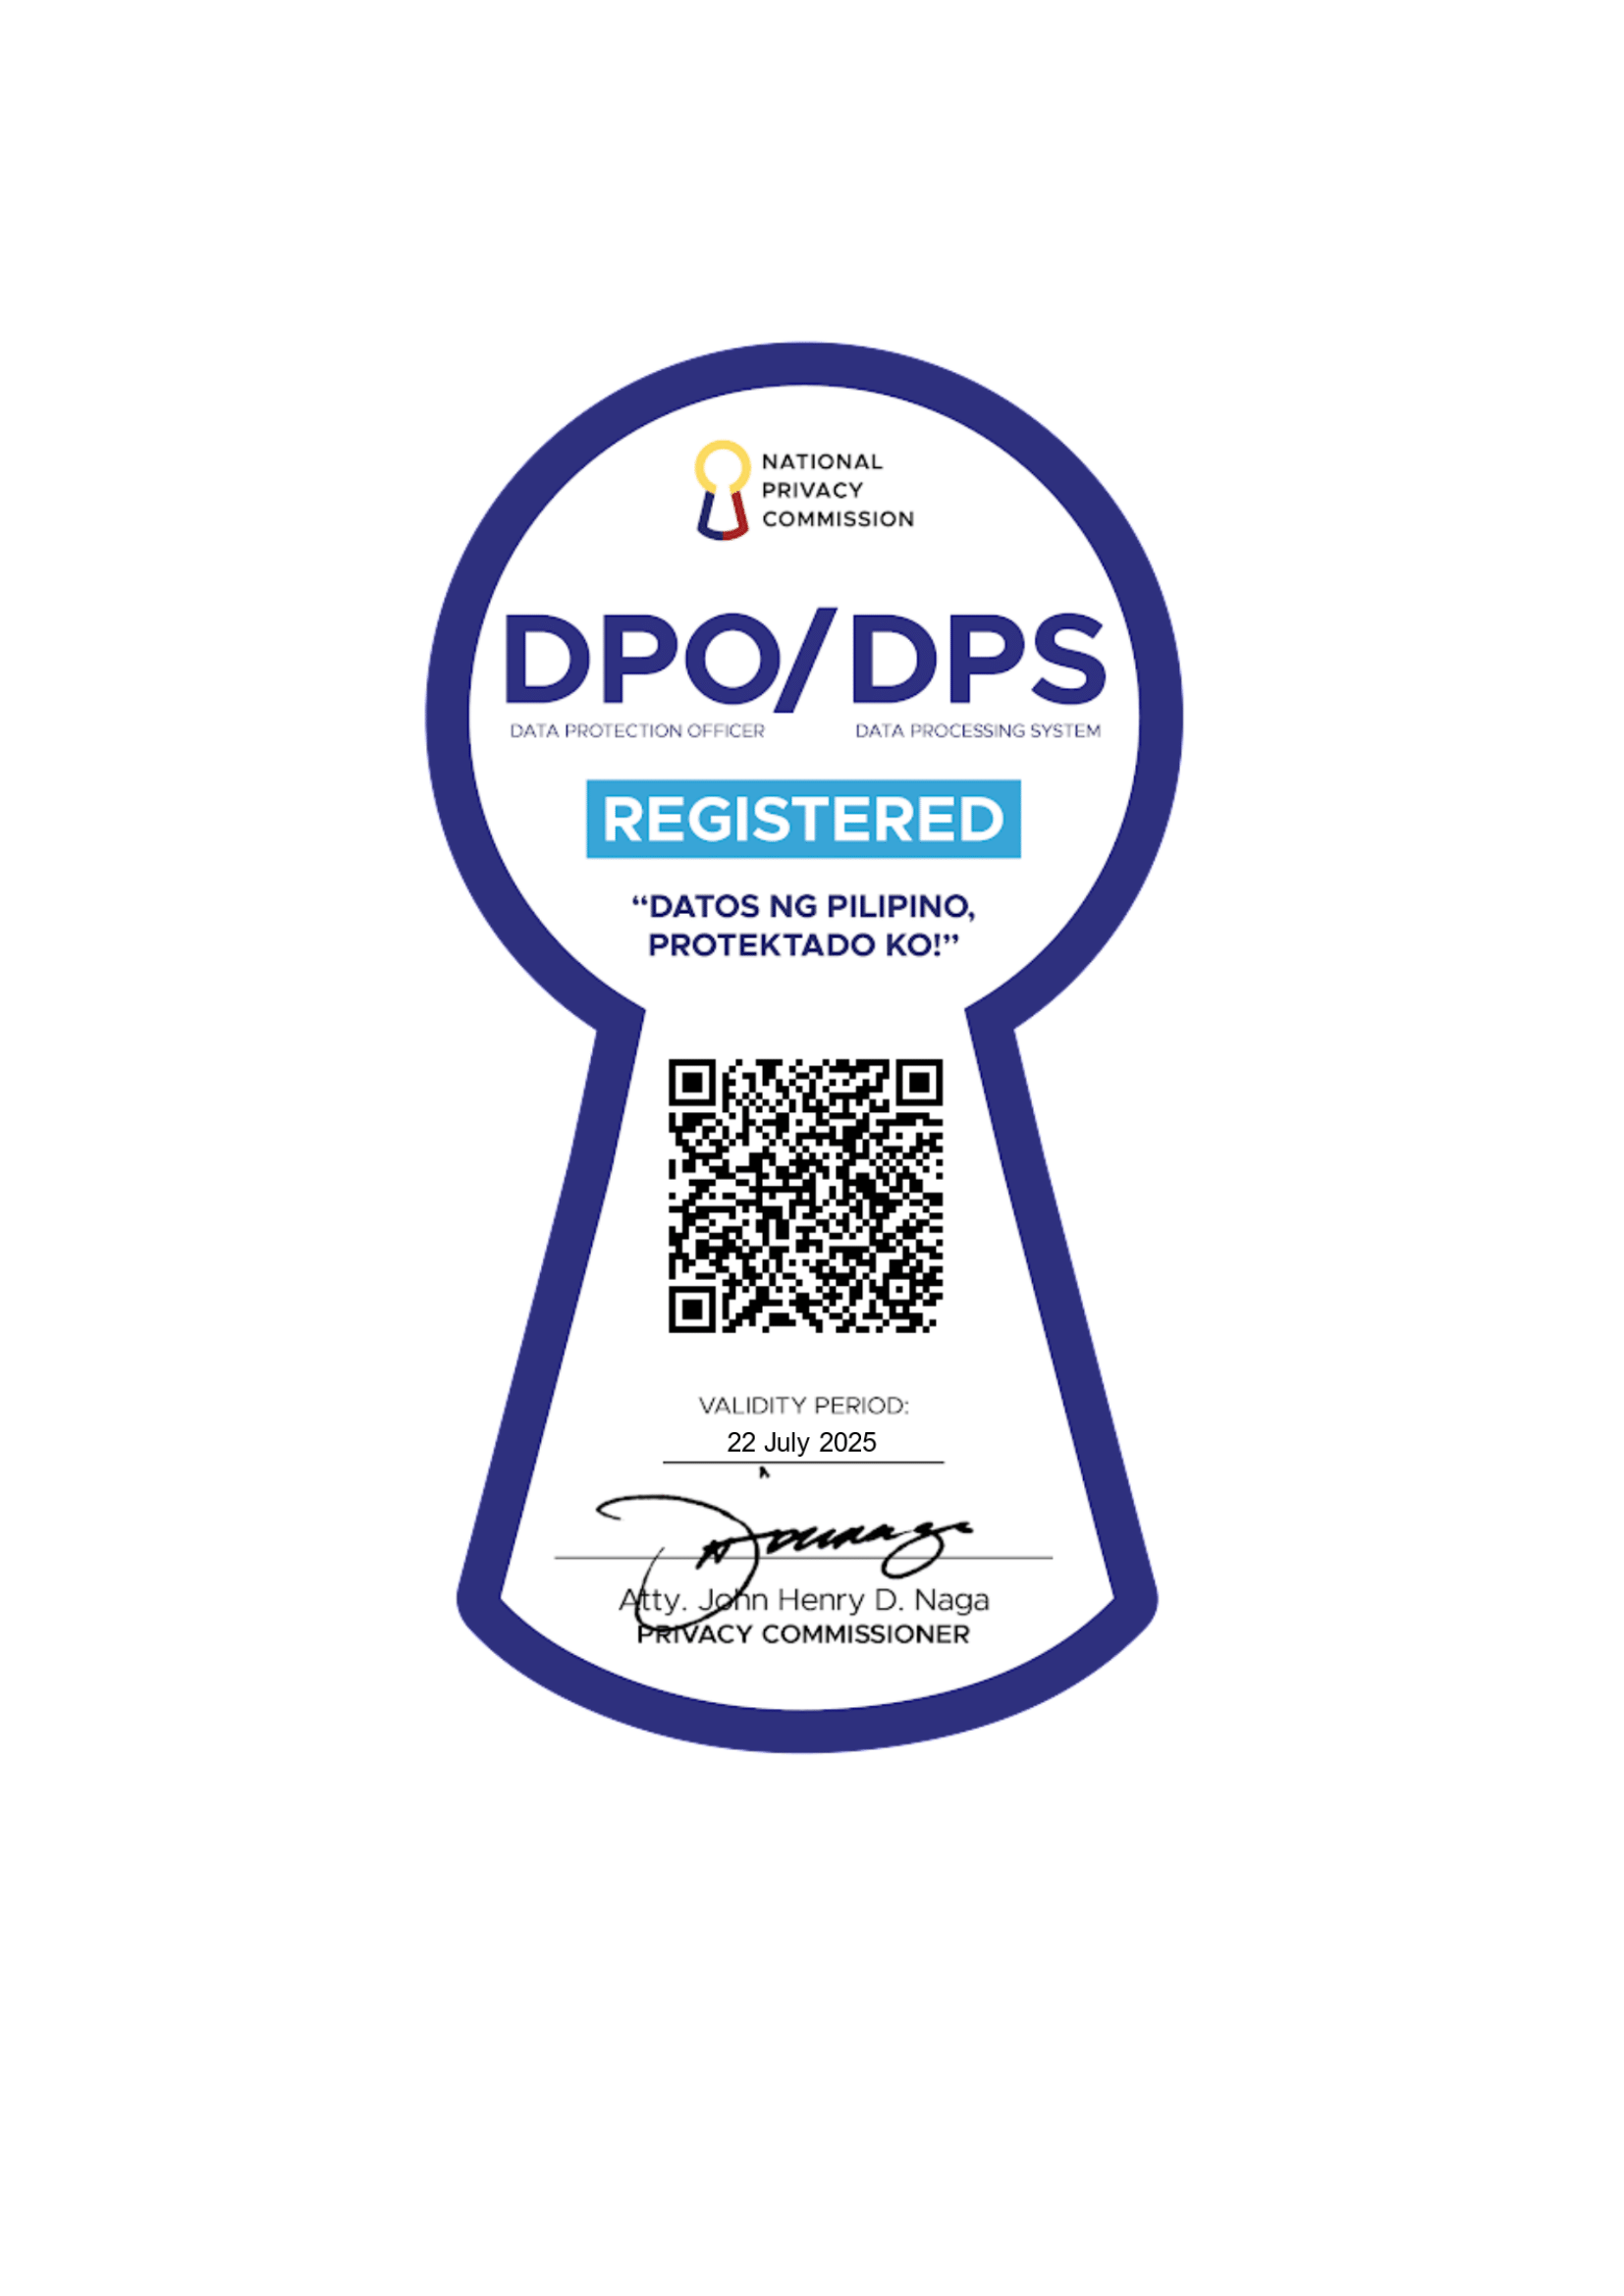 NATIONAL
PRIVACY
COMMISSION
DPO/DPS
DATA PROTECTION OFFICER DATA PROCESSING SYSTEM
REGISTERED
“DATOS NG PILIPINO,
PROTEKTADO KO!”
VALIDITY PERIOD:
22 July 2025
Atty. John Henry D. Naga
PRIVACY COMMISSIONER